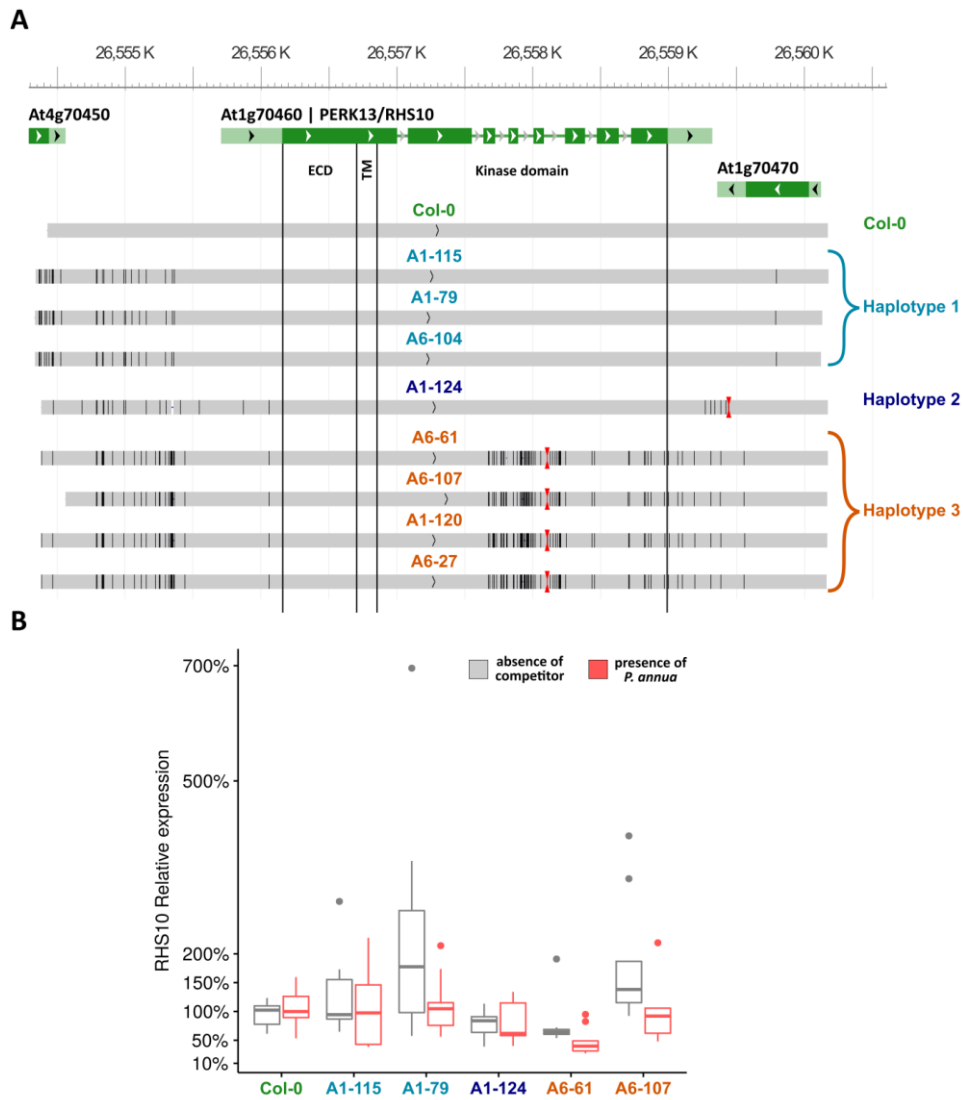 A
26,555 K 26,556 K 26,557 K 26,558 K 26,559 K 26,560 K
At4g70450 At1g70460 | PERK13/RHS10
ECD TM Kinase domain
At1g70470
Col-0 Col-0
A1-115
A1-79 Haplotype 1
A6-104
A1-124 Haplotype 2
A6-61
A6-107
A1-120 Haplotype 3
A6-27
B
absence of competitor
presence of P. annua
RHS10 Relative expression
700%
500%
200%
150%
100%
50%
10%
Col-0 A1-115 A1-79 A1-124 A6-61 A6-107